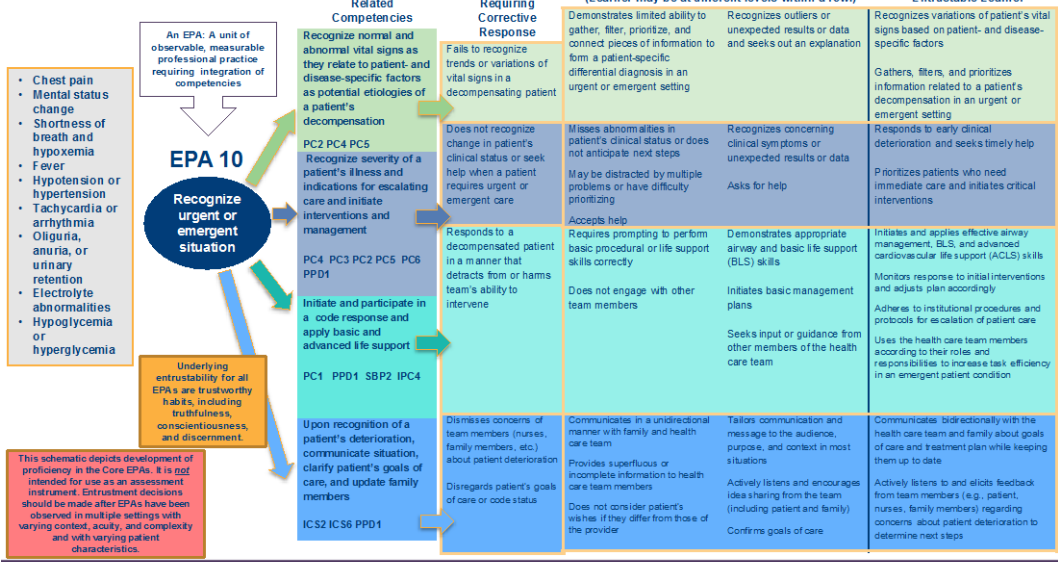 Related
Competencies
Requiring
Corrective
Response
An EPA: A unit of
observable, measurable
professional practice
requiring integration of
competencies
• Chest pain
• Mental status
change
• Shortness of
breath and
hypoxemia
• Fever
• Hypotension or
hypertension
• Tachycardia or
arrhythmia
• Oliguria,
anuria, or
urinary
retention
• Electrolyte
abnormalities
• Hypoglycemia
or
hyperglycemia
EPA 10
Recognize
urgent or
emergent
situation
Underlying
entrustability for all
EPAs are trustworthy
habits, including
truthfulness,
conscientiousness,
and discernment.
This schematic depicts development of
proficiency in the Core EPAs. It is not
intended for use as an assessment
instrument. Entrustment decisions
should be made after EPAs have been
observed in multiple settings with
varying context, acuity, and complexity
and with varying patient
characteristics.
Recognize normal and
abnormal vital signs as
they relate to patient- and
disease-specific factors
as potential etiologies of
a patient's
decompensation
PC2 PC4 PC5
Fails to recognize
trends or variations of
vital signs in a
decompensating patient
Demonstrates limited ability to
gather, filter, prioritize, and
connect pieces of information to
form a patient-specific
differential diagnosis in an
urgent or emergent setting
Recognizes outliers or
unexpected results or data
and seeks out an explanation
Recognizes variations of patient's vital
signs based on patient- and disease-
specific factors
Gathers, filters, and prioritizes
information related to a patient's
decompensation in an urgent or
emergent setting
Recognize severity of a
patient's illness and
indications for escalating
care and initiate
interventions and
management
PC4 PC3 PC2 PC5 PC6
PPD1
Does not recognize
change in patient's
clinical status or seek
help when a patient
requires urgent or
emergent care
Misses abnormalities in
patient's clinical status or does
not anticipate next steps
May be distracted by multiple
problems or have difficulty
prioritizing
Accepts help
Recognizes concerning
clinical symptoms or
unexpected results or data
Asks for help
Responds to early clinical
deterioration and seeks timely help
Prioritizes patients who need
immediate care and initiates critical
interventions
Initiate and participate in
a code response and
apply basic and
advanced life support
PC1 PPD1 SBP2 IPC4
Responds to a
decompensated patient
in a manner that
detracts from or harms
team's ability to
intervene
Requires prompting to perform
basic procedural or life support
skills correctly
Does not engage with other
team members
Demonstrates appropriate
airway and basic life support
(BLS) skills
Initiates basic management
plans
Seeks input or guidance from
other members of the health
care team
Initiates and applies effective airway
management, BLS, and advanced
cardiovascular life support (ACLS) skills
Monitors response to initial interventions
and adjusts plan accordingly
Adheres to institutional procedures and
protocols for escalation of patient care
Uses the health care team members
according to their roles and
responsibilities to increase task efficiency
in an emergent patient condition
Upon recognition of a
patient's deterioration,
communicate situation,
clarify patient's goals of
care, and update family
members
ICS2 ICS6 PPD1
Dismisses concerns of
team members (nurses,
family members, etc.)
about patient deterioration
Disregards patient's goals
of care or code status
Communicates in a unidirectional
manner with family and health
care team
Provides superfluous or
incomplete information to health
care team members
Does not consider patient's
wishes if they differ from those of
the provider
Tailors communication and
message to the audience,
purpose, and context in most
situations
Actively listens and encourages
idea sharing from the team
(including patient and family)
Confirms goals of care
Communicates bidirectionally with the
health care team and family about goals
of care and treatment plan while keeping
them up to date
Actively listens to and elicits feedback
from team members (e.g., patient,
nurses, family members) regarding
concerns about patient deterioration to
determine next steps